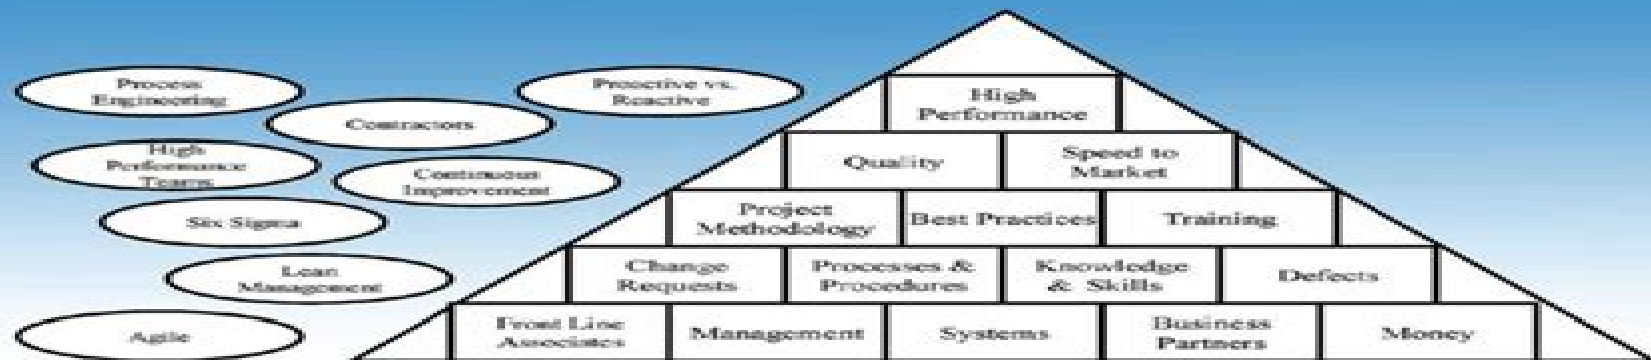 Process
Engineering
Proactive vs.
Reactive
Contractors
High
Performance
Teams
Continuous
Improvement
Six Sigma
Lean
Management
Agile
High
Performance
Quality
Speed to
Market
Project
Methodology
Best Practices
Training
Change
Requests
Processes &
Procedures
Knowledge
& Skills
Defects
Front Line
Associates
Management
Systems
Business
Partners
Money